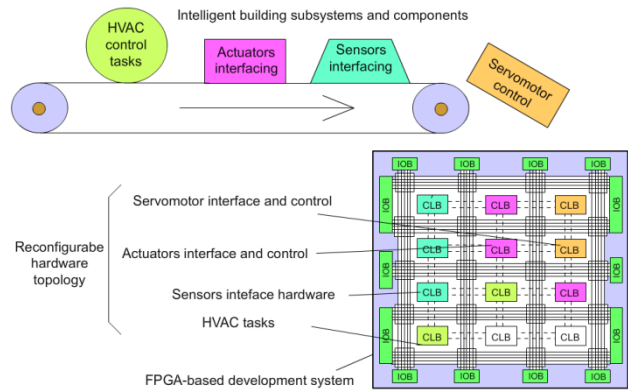 Intelligent building subsystems and components
HVAC
control
tasks
Actuators
interfacing
Sensors
interfacing
Servomotor
control
IOB IOB IOB IOB
IOB IOB
Servomotor interface and control
CLB CLB CLB
Reconfigurabe
hardware
topology
Actuators interface and control
CLB CLB CLB
IOB IOB
Sensors inteface hardware
CLB CLB CLB
HVAC tasks
CLB CLB CLB
IOB IOB
FPGA-based development system
IOB IOB IOB IOB